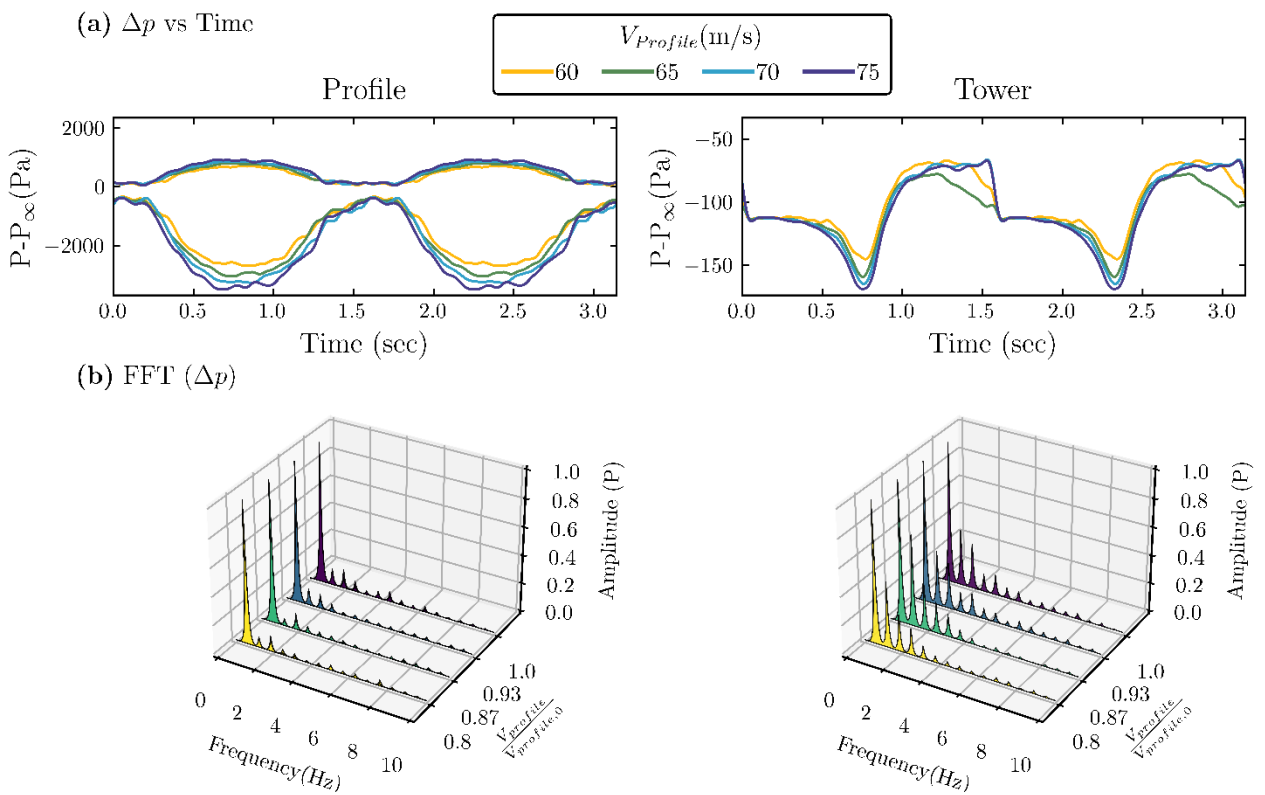 (a) Δp vs Time
V_Profile(m/s)
60 65 70 75
Profile
Tower
2000
0
−2000
P-P∞(Pa)
0.0 0.5 1.0 1.5 2.0 2.5 3.0
Time (sec)
−50
−75
−100
−125
−150
P-P∞(Pa)
0.0 0.5 1.0 1.5 2.0 2.5 3.0
Time (sec)
(b) FFT (Δp)
1.0
0.8
0.6
0.4
0.2
0.0
Amplitude (P)
0 2 4 6 8 10
Frequency(Hz)
0.8 0.87 0.93 1.0
V_profile
V_profile,0
1.0
0.8
0.6
0.4
0.2
0.0
Amplitude (P)
0 2 4 6 8 10
Frequency(Hz)
0.8 0.87 0.93 1.0
V_profile
V_profile,0